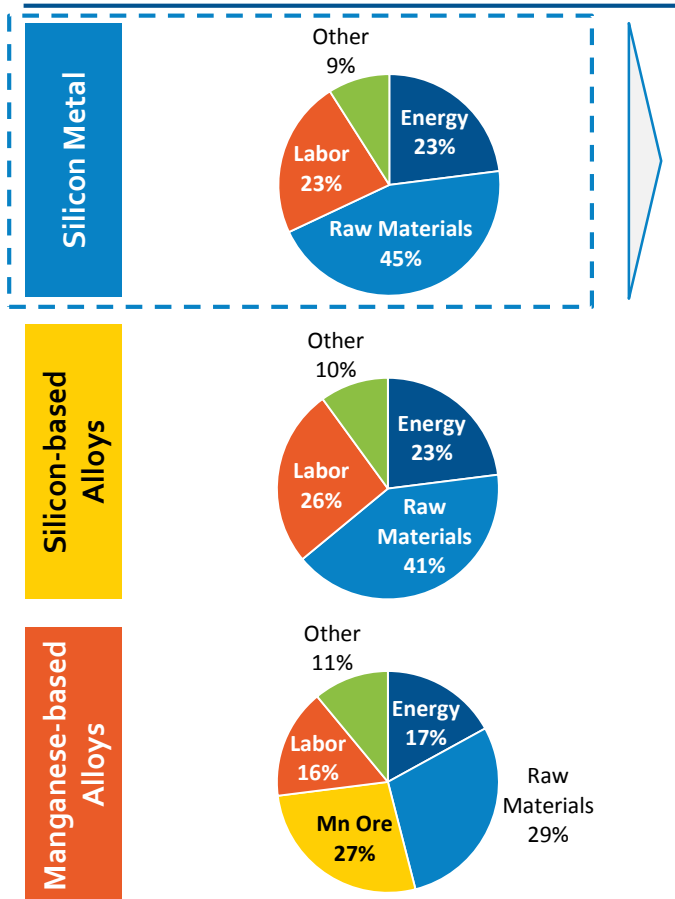 Silicon Metal
Other
9%
Energy
23%
Labor
23%
Raw Materials
45%
Silicon-based
Alloys
Other
10%
Energy
23%
Labor
26%
Raw
Materials
41%
Manganese-based
Alloys
Other
11%
Energy
17%
Labor
16%
Raw
Materials
29%
Mn Ore
27%